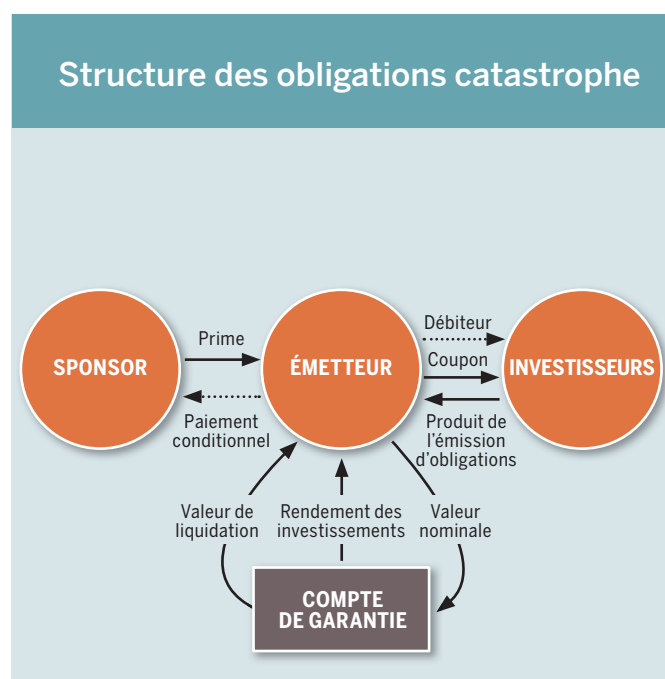 Structure des obligations catastrophe
SPONSOR
Prime
Paiement
conditionnel
ÉMETTEUR
Débiteur
Coupon
Produit de
l’émission
d’obligations
INVESTISSEURS
Valeur de
liquidation
Rendement des
investissements
Valeur
nominale
COMPTE
DE GARANTIE